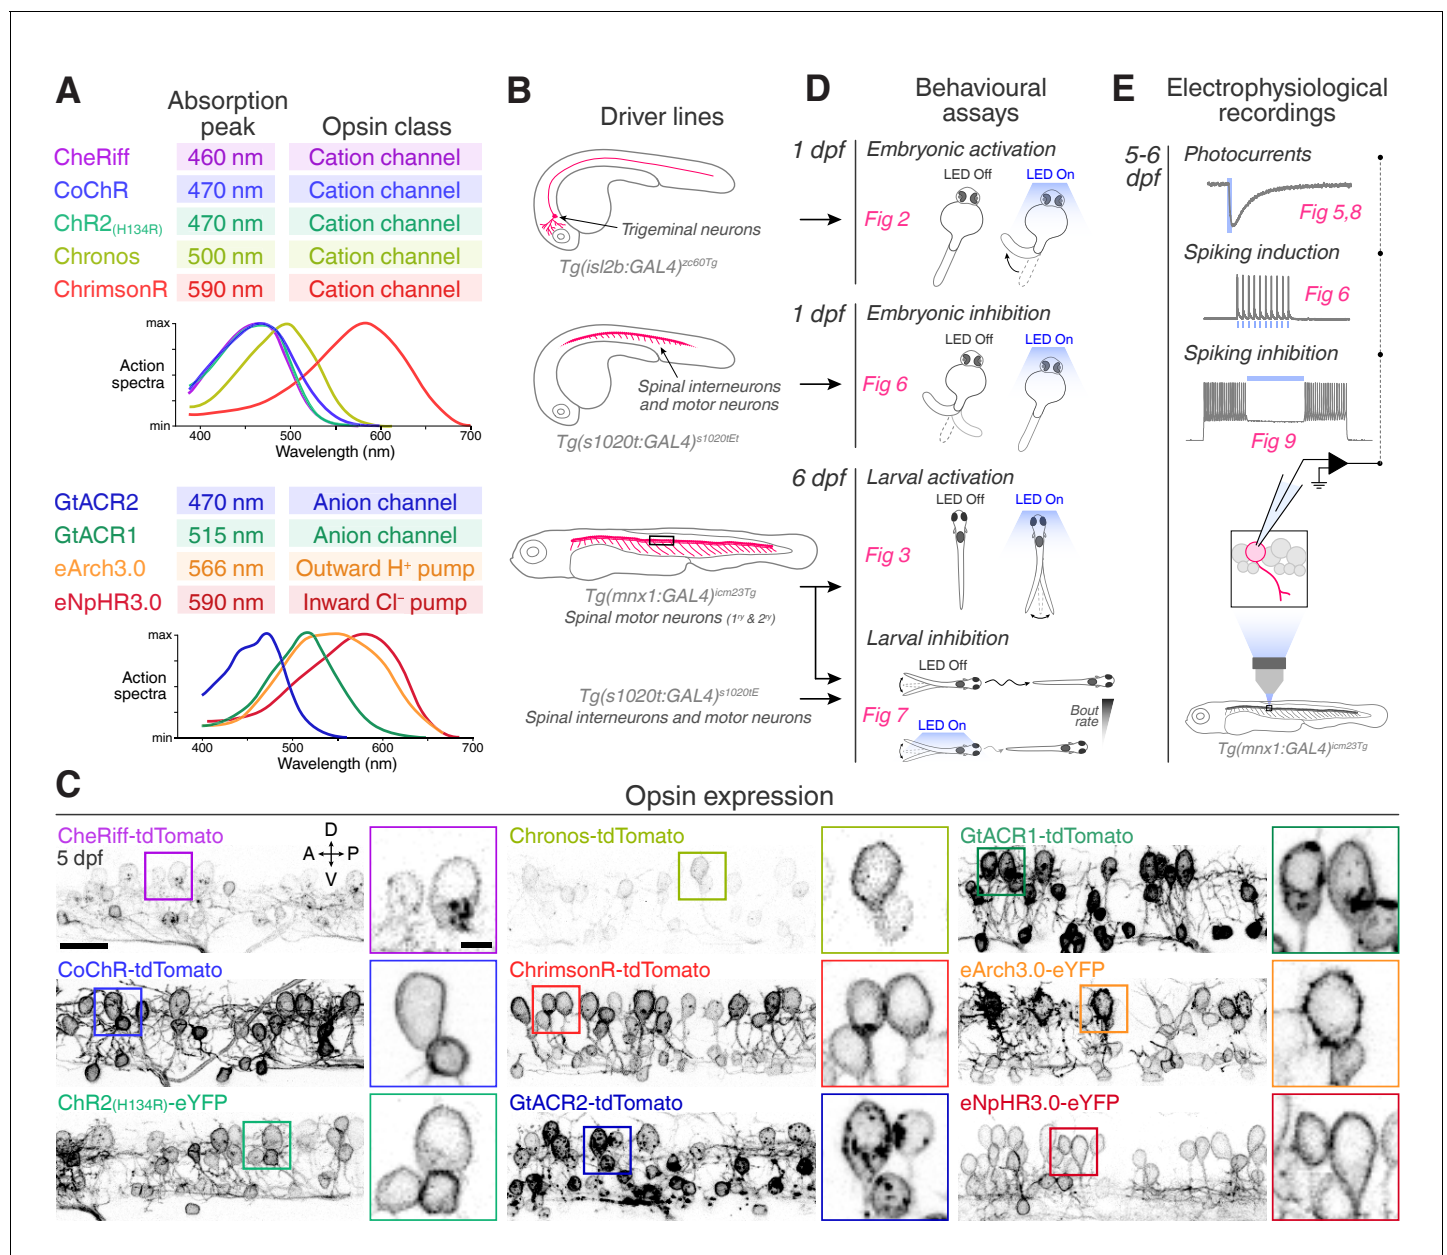 A
Absorption
peak
Opsin class
CheRiff 460 nm Cation channel
CoChR 470 nm Cation channel
ChR2(H134R) 470 nm Cation channel
Chronos 500 nm Cation channel
ChrimsonR 590 nm Cation channel
max
Action
spectra
min
400 500 600 700
Wavelength (nm)
GtACR2 470 nm Anion channel
GtACR1 515 nm Anion channel
eArch3.0 566 nm Outward H+ pump
eNpHR3.0 590 nm Inward Cl– pump
max
Action
spectra
min
400 500 600 700
Wavelength (nm)
B
Driver lines
Trigeminal neurons
Tg(isl2b:GAL4)zc60Tg
Spinal interneurons
and motor neurons
Tg(s1020t:GAL4)s1020tEt
Tg(mnx1:GAL4)icm23Tg
Spinal motor neurons (1ry & 2ry)
Tg(s1020t:GAL4)s1020tE
Spinal interneurons and motor neurons
D
Behavioural
assays
1 dpf
Embryonic activation
LED Off LED On
Fig 2
1 dpf
Embryonic inhibition
LED Off LED On
Fig 6
6 dpf
Larval activation
LED Off LED On
Fig 3
Larval inhibition
LED Off
Fig 7
LED On
Bout
rate
E
Electrophysiological
recordings
5-6
dpf
Photocurrents
Fig 5,8
Spiking induction
Fig 6
Spiking inhibition
Fig 9
Tg(mnx1:GAL4)icm23Tg
C
Opsin expression
CheRiff-tdTomato
5 dpf
D
A P
V
Chronos-tdTomato
GtACR1-tdTomato
CoChR-tdTomato
ChrimsonR-tdTomato
eArch3.0-eYFP
ChR2(H134R)-eYFP
GtACR2-tdTomato
eNpHR3.0-eYFP